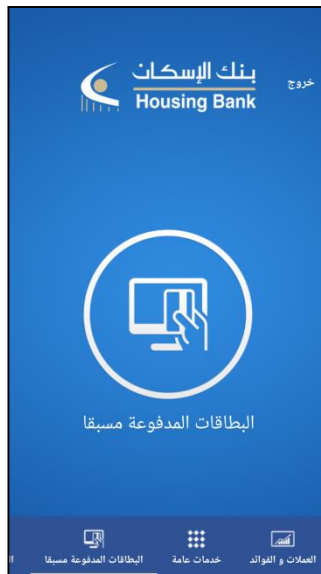 بنك الإسكان
Housing Bank
خروج
البطاقات المدفوعة مسبقا
العملات و الفوائد
خدمات عامة
البطاقات المدفوعة مسبقا